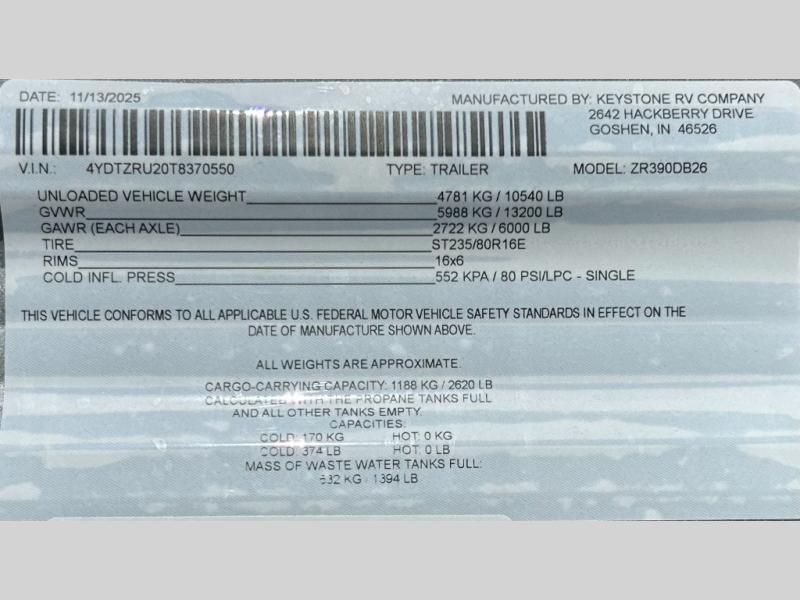 DATE: 11/13/2025 MANUFACTURED BY: KEYSTONE RV COMPANY
2642 HACKBERRY DRIVE
GOSHEN, IN 46526
V.I.N.: 4YDTZRU20T8370550 TYPE: TRAILER MODEL: ZR390DB26
UNLOADED VEHICLE WEIGHT 4781 KG / 10540 LB
GVWR 5988 KG / 13200 LB
GAWR (EACH AXLE) 2722 KG / 6000 LB
TIRE ST235/80R16E
RIMS 16x6
COLD INFL. PRESS 552 KPA / 80 PSI/LPC - SINGLE
THIS VEHICLE CONFORMS TO ALL APPLICABLE U.S. FEDERAL MOTOR VEHICLE SAFETY STANDARDS IN EFFECT ON THE
DATE OF MANUFACTURE SHOWN ABOVE.
ALL WEIGHTS ARE APPROXIMATE.
CARGO-CARRYING CAPACITY: 1188 KG / 2620 LB
CALCULATED WITH THE PROPANE TANKS FULL
AND ALL OTHER TANKS EMPTY.
CAPACITIES:
COLD: 170 KG HOT: 0 KG
COLD: 374 LB HOT: 0 LB
MASS OF WASTE WATER TANKS FULL:
632 KG / 1394 LB